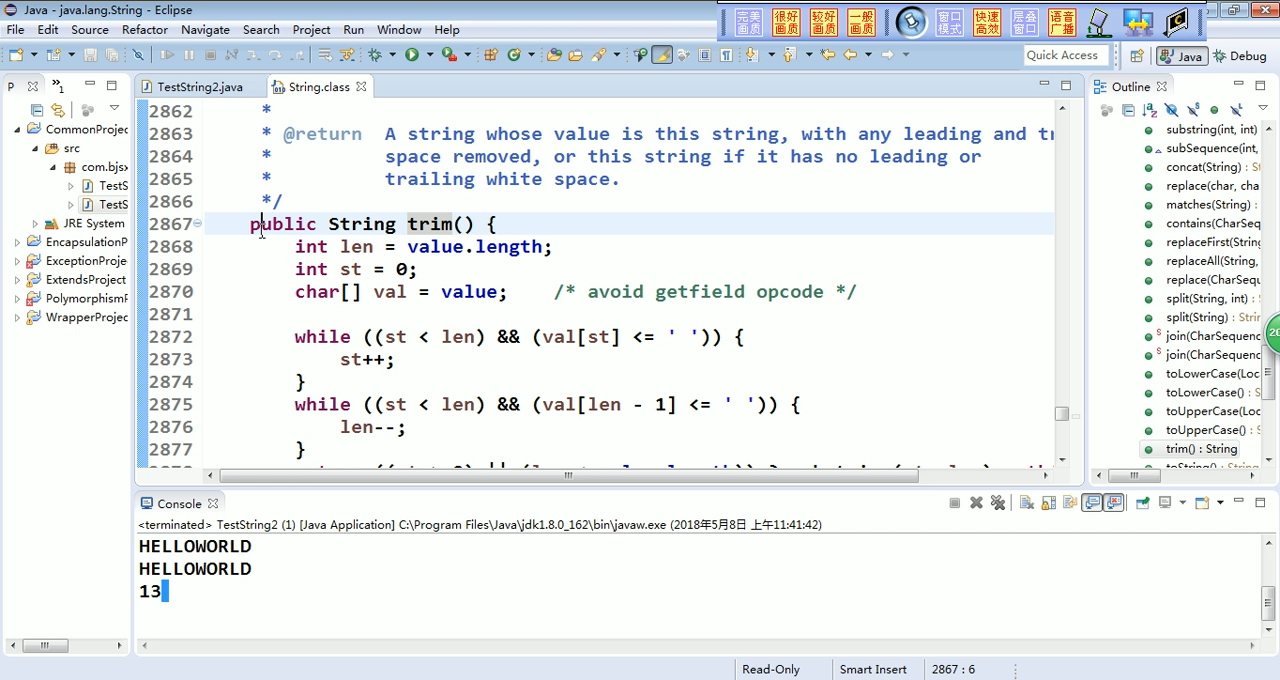 Java - java.lang.String - Eclipse
完美画质 很好画质 较好画质 一般画质 窗口模式 快速高效 层叠窗口 语音广播
File Edit Source Refactor Navigate Search Project Run Window Help
Quick Access Java Debug
P »1
TestString2.java String.class
Outline
CommonProjec
src
com.bjsx
TestS
TestS
JRE System
EncapsulationP
ExceptionProje
ExtendsProject
PolymorphismF
WrapperProjec
2862 *
2863 * @return A string whose value is this string, with any leading and tr
2864 * space removed, or this string if it has no leading or
2865 * trailing white space.
2866 */
2867 public String trim() {
2868 int len = value.length;
2869 int st = 0;
2870 char[] val = value; /* avoid getfield opcode */
2871
2872 while ((st < len) && (val[st] <= ' ')) {
2873 st++;
2874 }
2875 while ((st < len) && (val[len - 1] <= ' ')) {
2876 len--;
2877 }
substring(int, int)
subSequence(int,
concat(String) : S
replace(char, cha
matches(String) :
contains(CharSeq
replaceFirst(String
replaceAll(String,
replace(CharSequ
split(String, int) :
split(String) : Strin
join(CharSequenc
join(CharSequenc
toLowerCase(Loc
toLowerCase() : S
toUpperCase(Loc
toUpperCase() : S
trim() : String
Console
<terminated> TestString2 (1) [Java Application] C:\Program Files\Java\jdk1.8.0_162\bin\javaw.exe (2018年5月8日 上午11:41:42)
HELLOWORLD
HELLOWORLD
13
Read-Only Smart Insert 2867 : 6